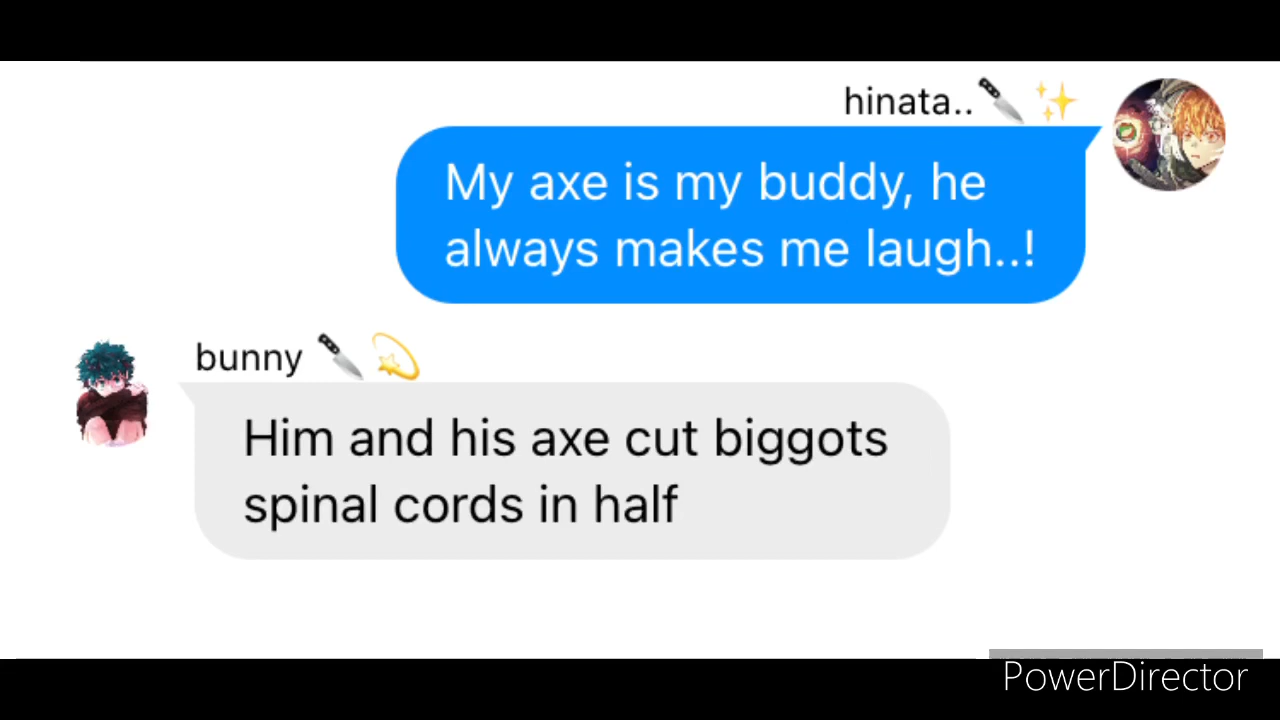 hinata..🔪✨
My axe is my buddy, he
always makes me laugh..!
bunny 🔪💫
Him and his axe cut biggots
spinal cords in half
PowerDirector